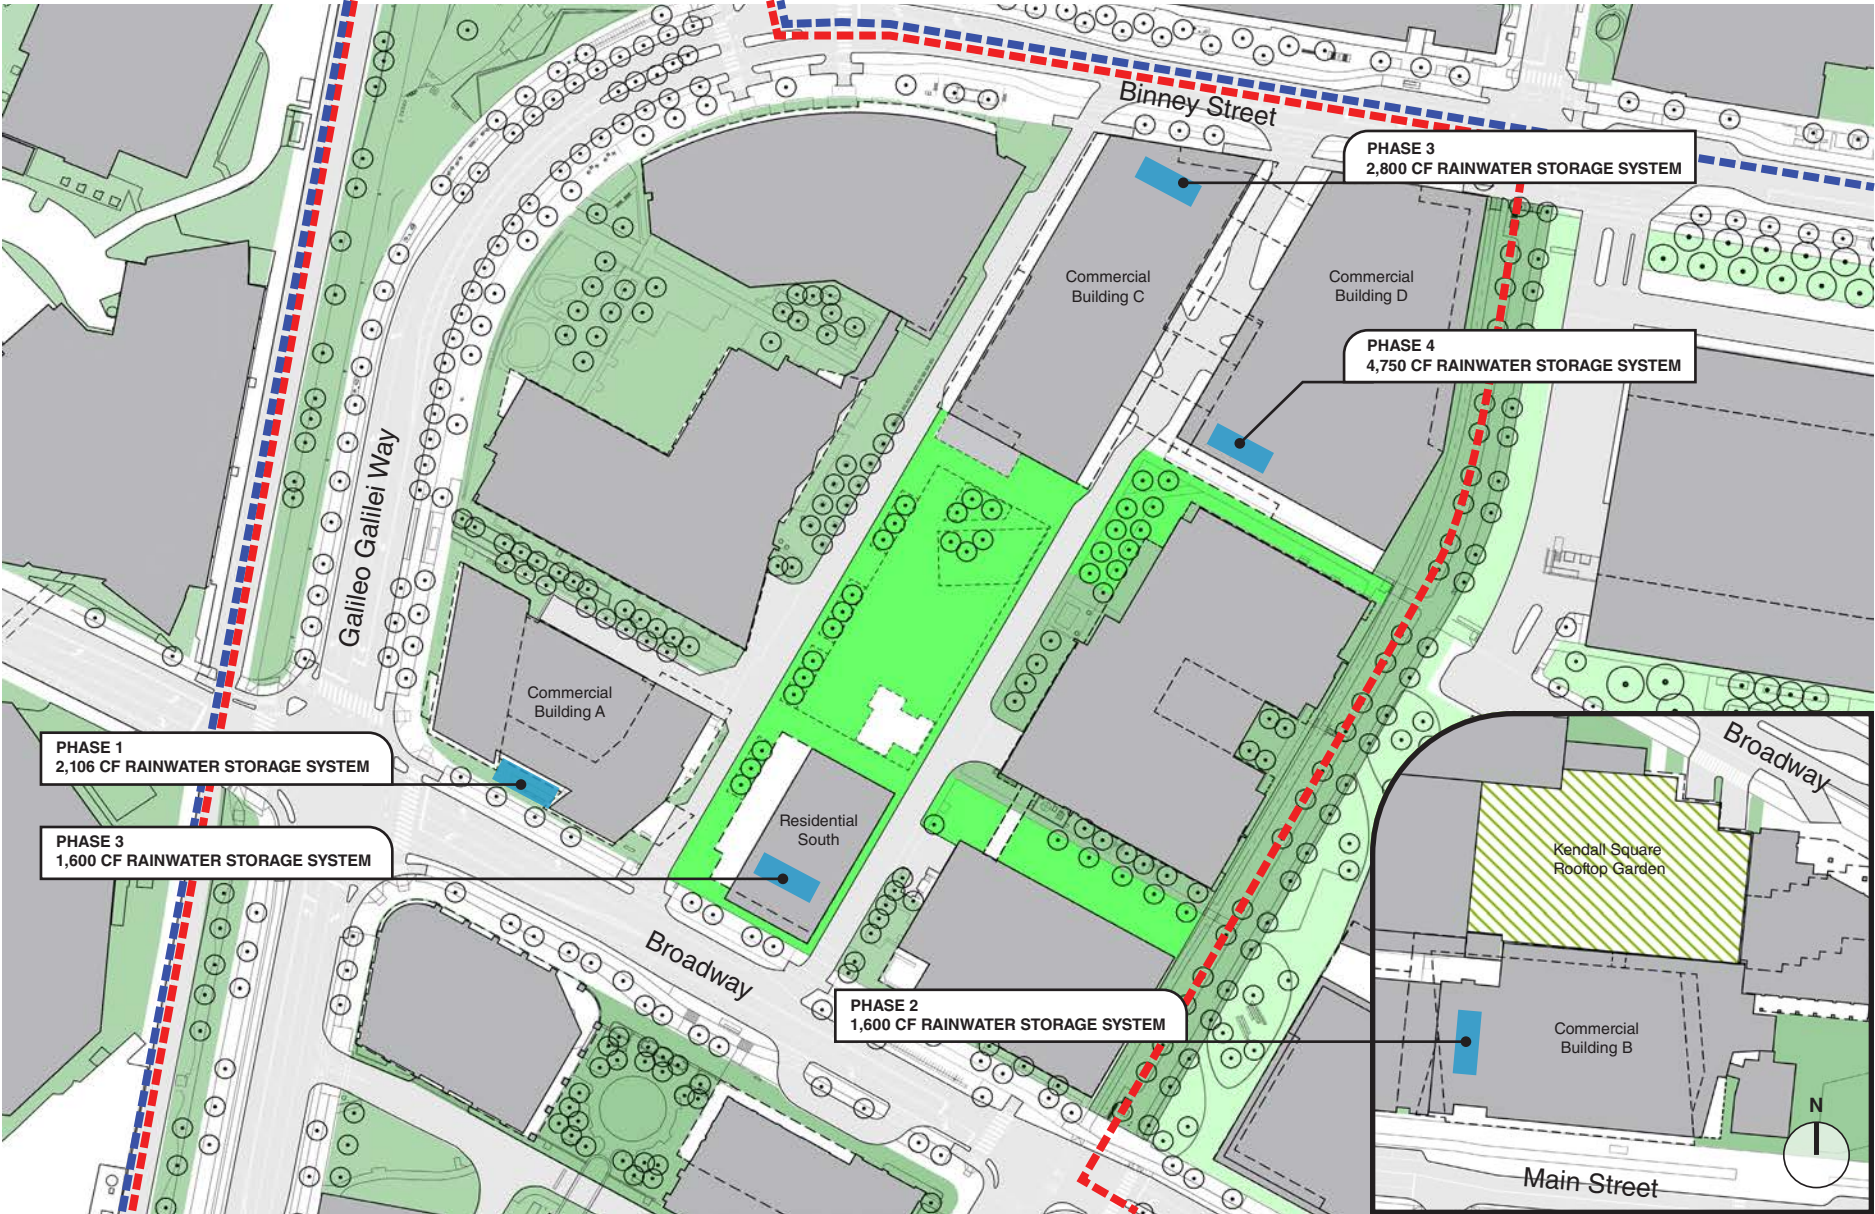 Binney Street
PHASE 3
2,800 CF RAINWATER STORAGE SYSTEM
Commercial
Building C
Commercial
Building D
PHASE 4
4,750 CF RAINWATER STORAGE SYSTEM
Galileo Galilei Way
Commercial
Building A
PHASE 1
2,106 CF RAINWATER STORAGE SYSTEM
Residential
South
PHASE 3
1,600 CF RAINWATER STORAGE SYSTEM
Broadway
Broadway
Kendall Square
Rooftop Garden
PHASE 2
1,600 CF RAINWATER STORAGE SYSTEM
Commercial
Building B
N
Main Street